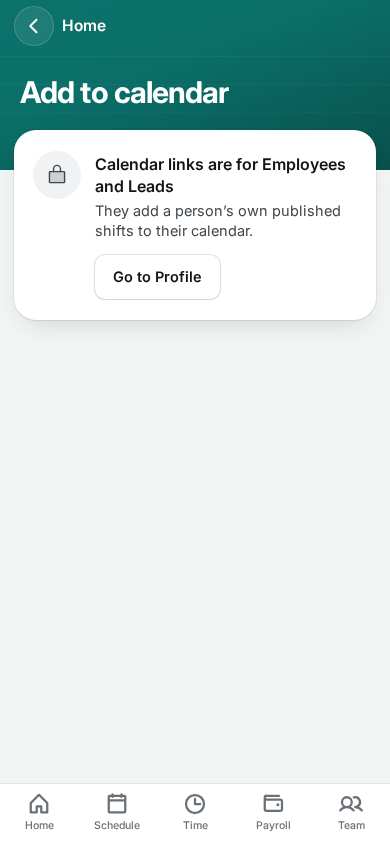 Home
Add to calendar
Calendar links are for Employees
and Leads
They add a person’s own published
shifts to their calendar.
Go to Profile
Home
Schedule
Time
Payroll
Team